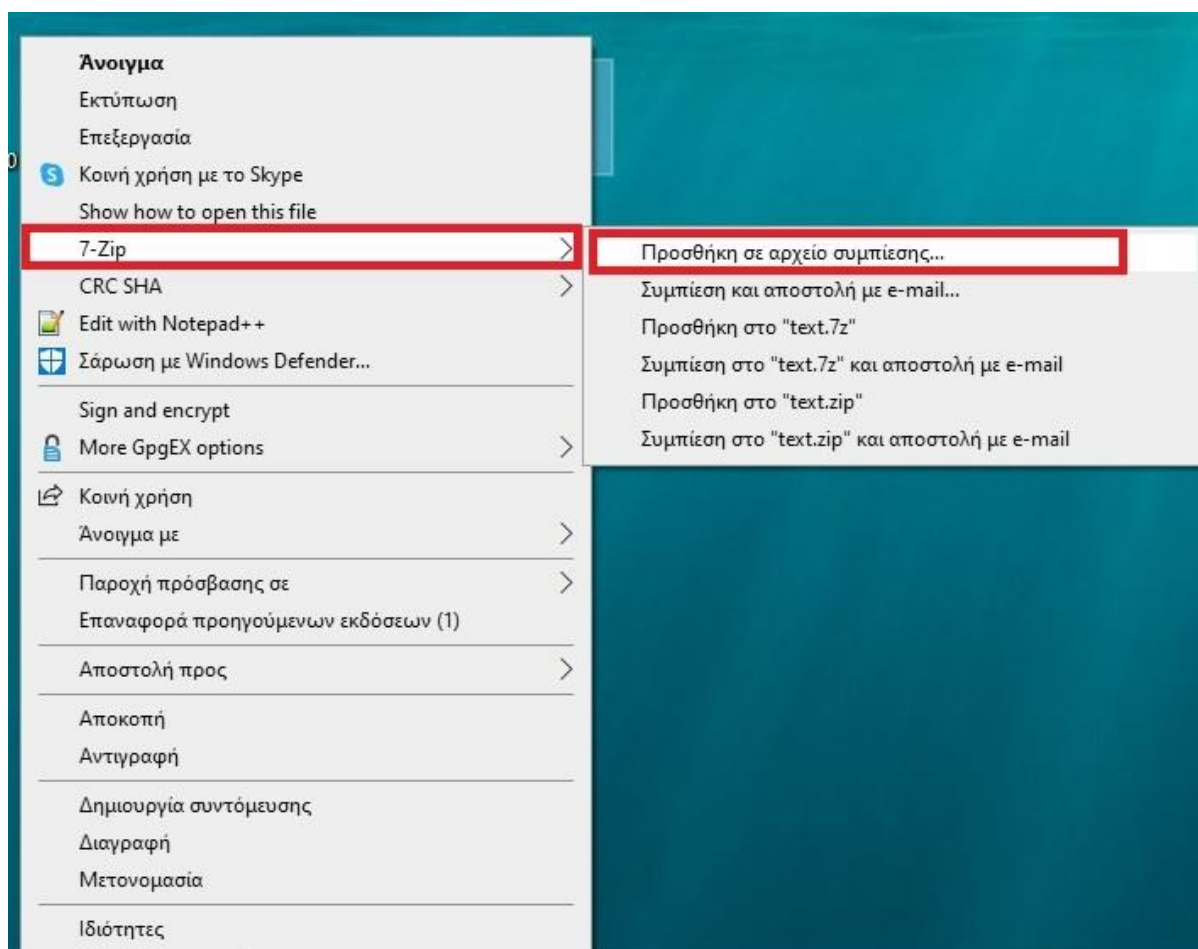 Άνοιγμα
Εκτύπωση
Επεξεργασία
0
Κοινή χρήση με το Skype
Show how to open this file
7-Zip
CRC SHA
Edit with Notepad++
Σάρωση με Windows Defender...
Sign and encrypt
More GpgEX options
Κοινή χρήση
Άνοιγμα με
Παροχή πρόσβασης σε
Επαναφορά προηγούμενων εκδόσεων (1)
Αποστολή προς
Αποκοπή
Αντιγραφή
Δημιουργία συντόμευσης
Διαγραφή
Μετονομασία
Ιδιότητες
Προσθήκη σε αρχείο συμπίεσης...
Συμπίεση και αποστολή με e-mail...
Προσθήκη στο "text.7z"
Συμπίεση στο "text.7z" και αποστολή με e-mail
Προσθήκη στο "text.zip"
Συμπίεση στο "text.zip" και αποστολή με e-mail